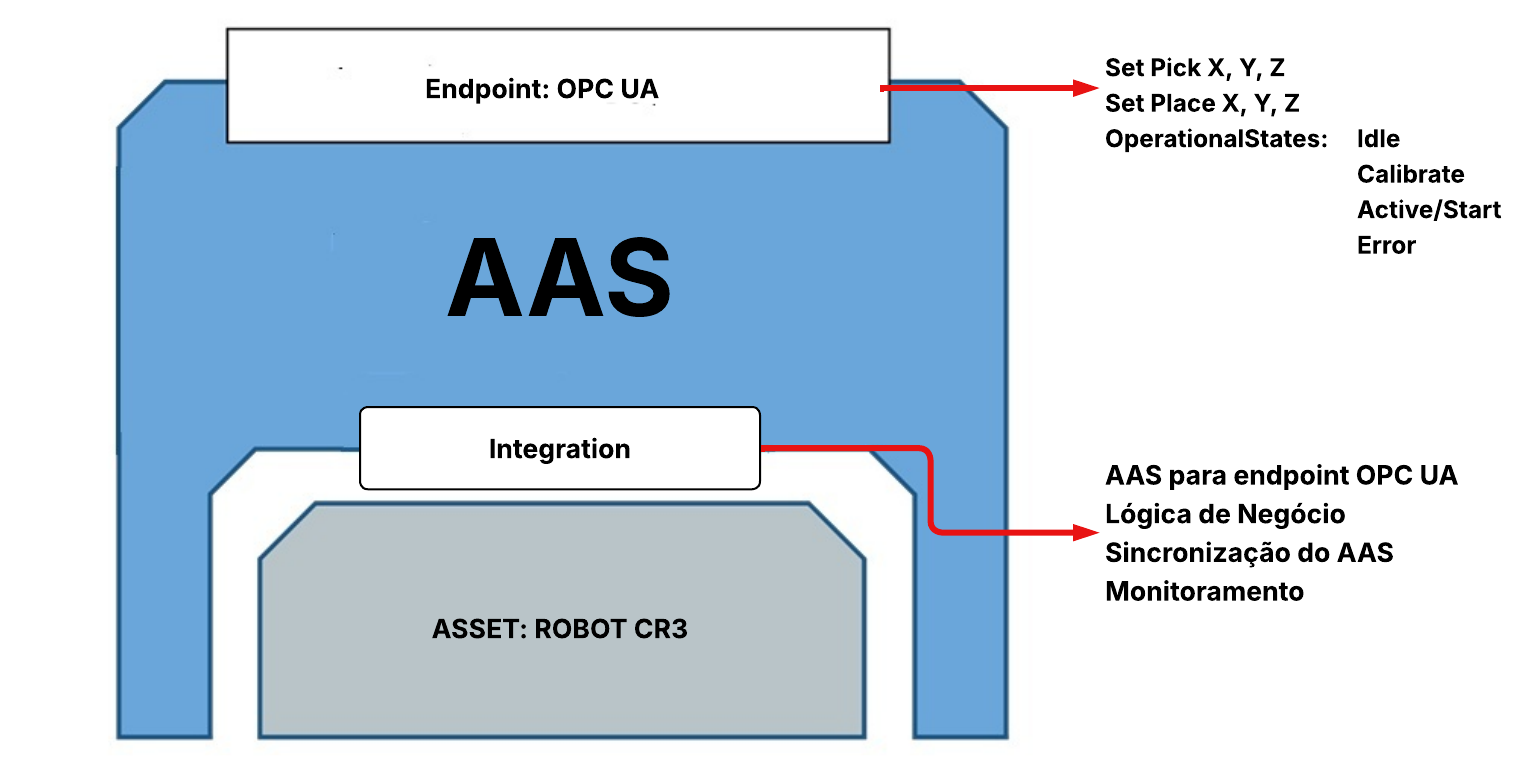 Endpoint: OPC UA
Set Pick X, Y, Z
Set Place X, Y, Z
OperationalStates: Idle
Calibrate
Active/Start
Error
AAS
Integration
AAS para endpoint OPC UA
Lógica de Negócio
Sincronização do AAS
Monitoramento
ASSET: ROBOT CR3